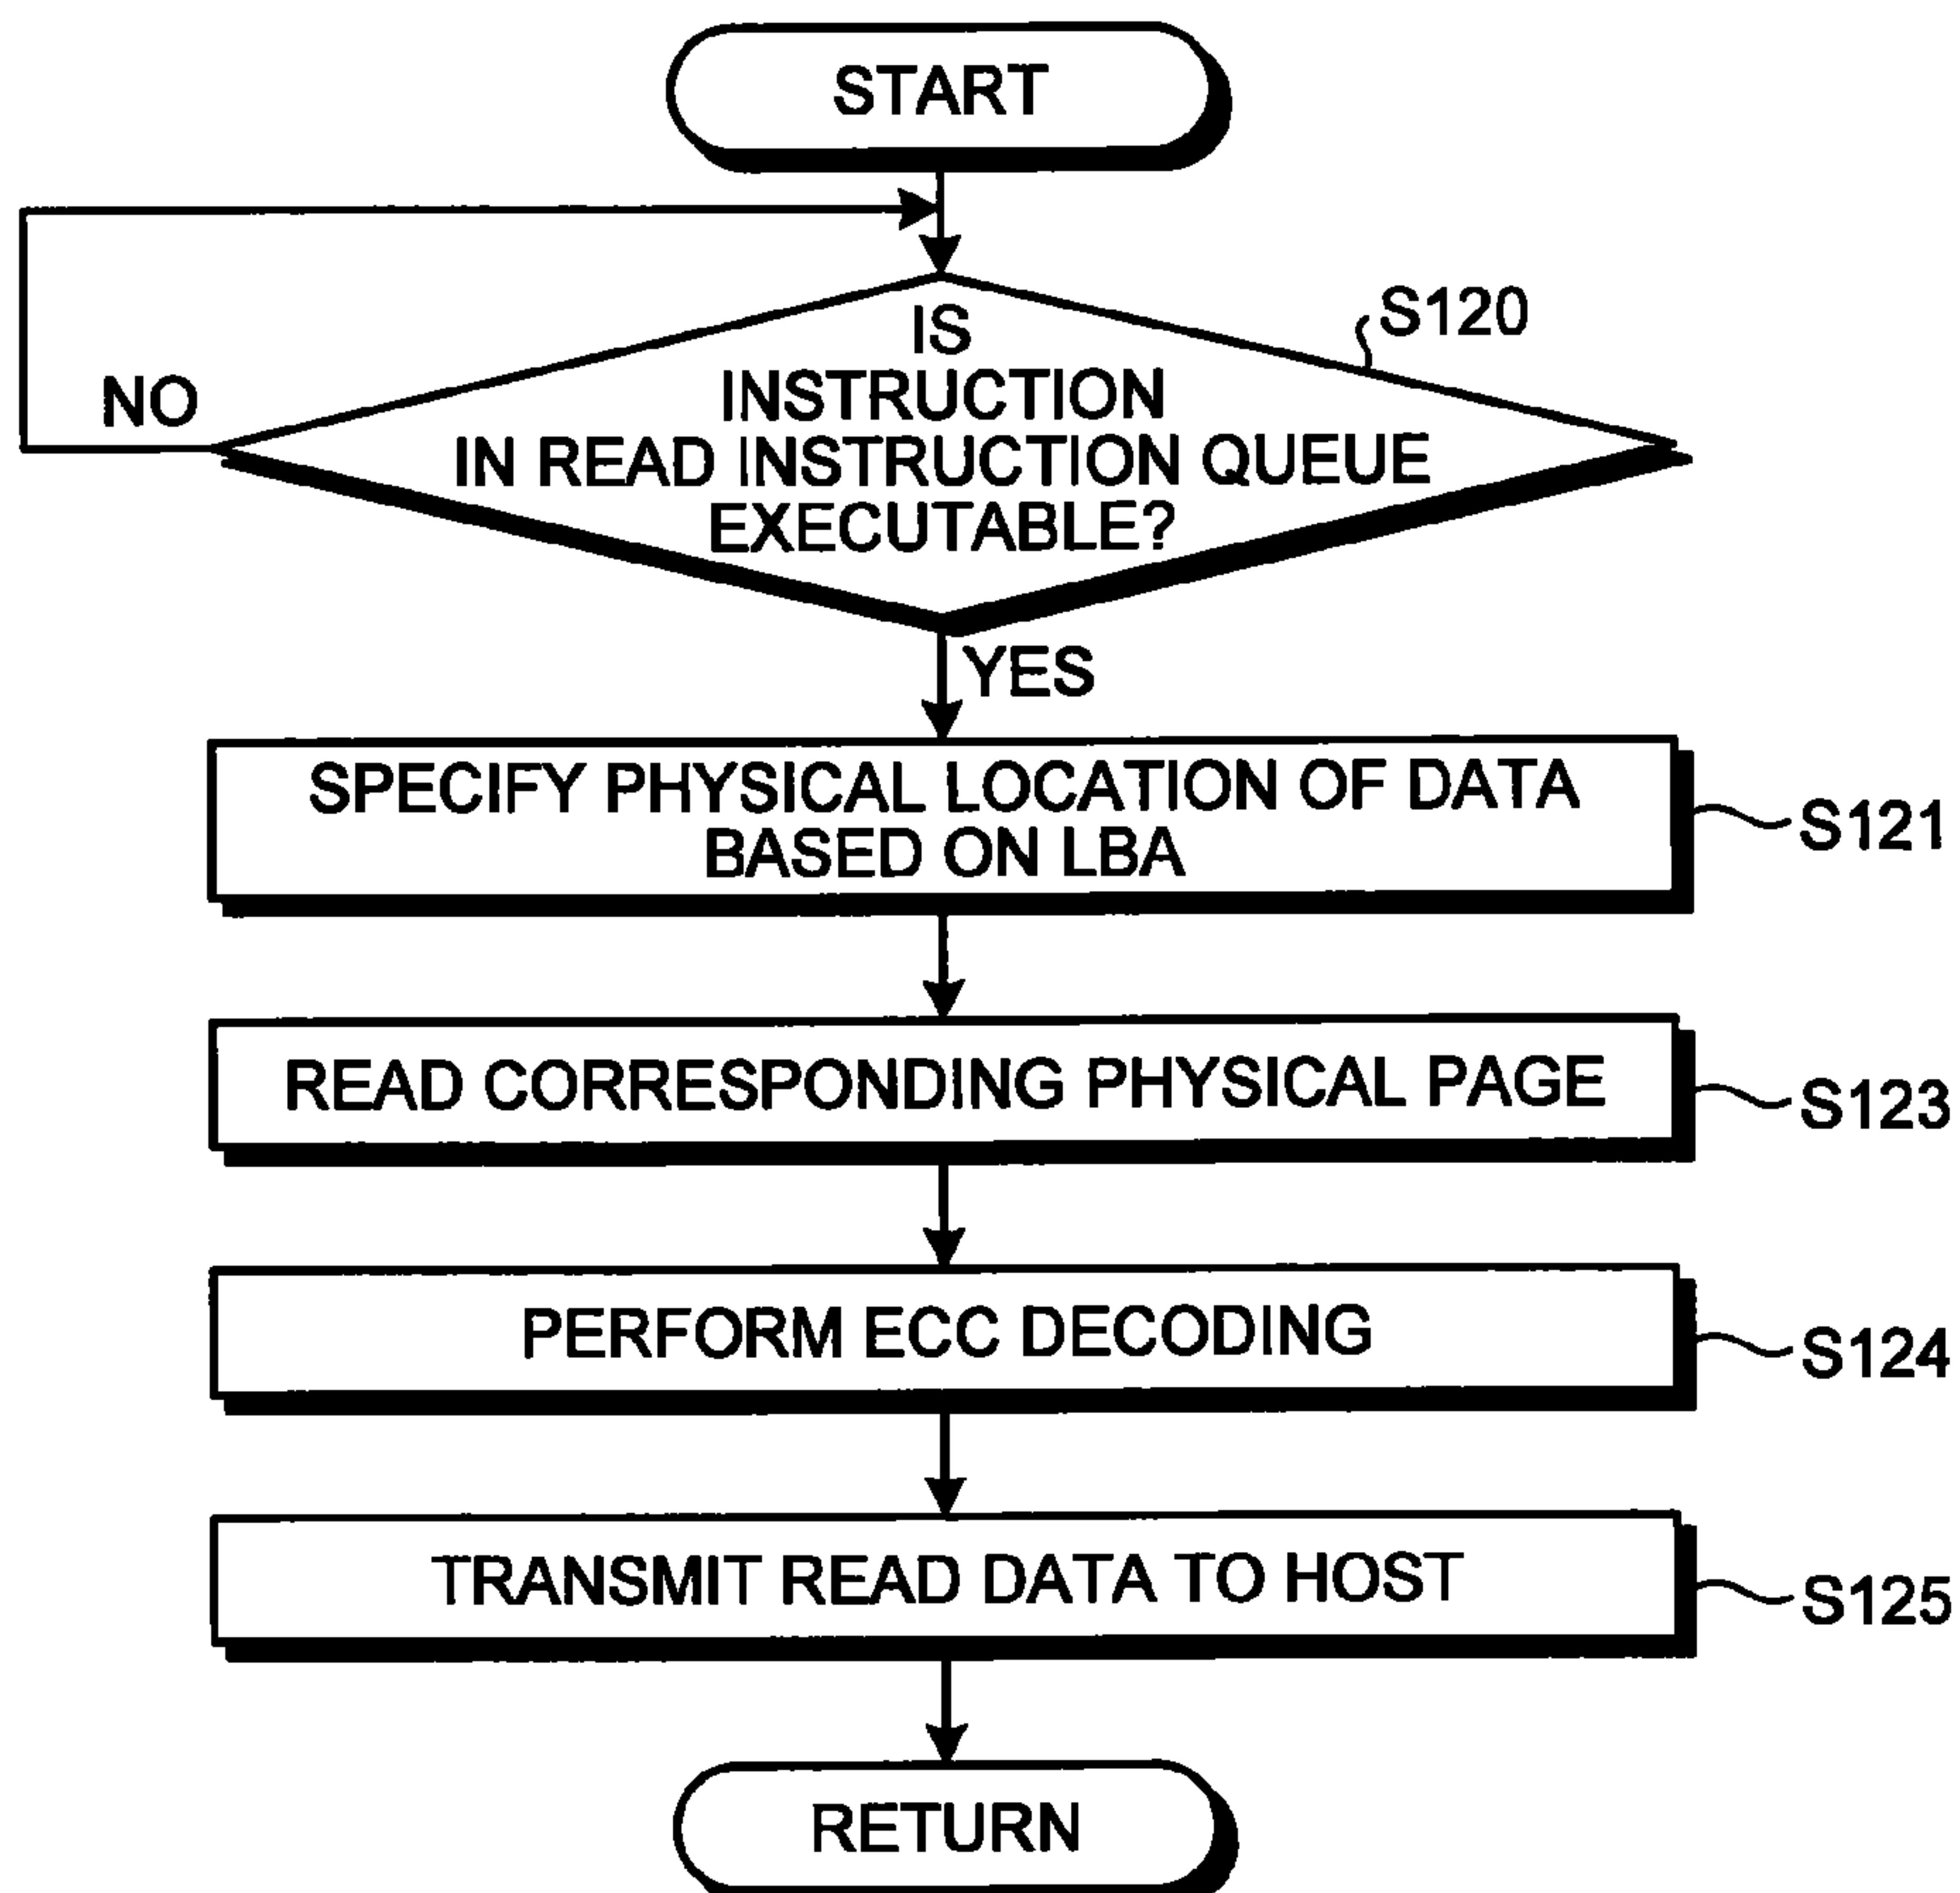 START
IS
S120
INSTRUCTION
NO
IN READ INSTRUCTION QUEUE
EXECUTABLE?
YES
SPECIFY PHYSICAL LOCATION OF DATA
BASED ON LBA
S121
READ CORRESPONDING PHYSICAL PAGE
S123
PERFORM ECC DECODING
S124
TRANSMIT READ DATA TO HOST
S125
RETURN